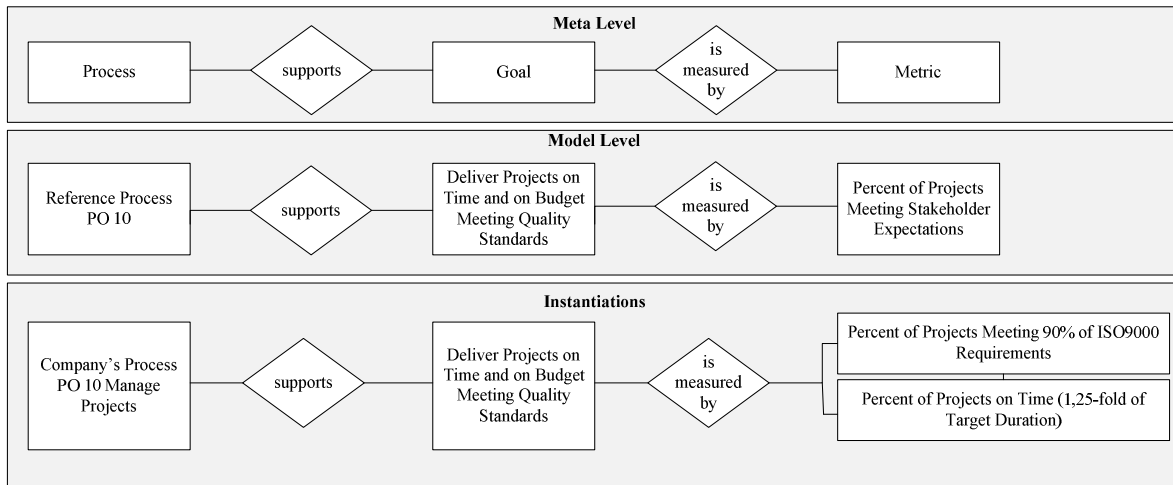 Meta Level
Process
supports
Goal
is
measured
by
Metric
Model Level
Reference Process
PO 10
supports
Deliver Projects on
Time and on Budget
Meeting Quality
Standards
is
measured
by
Percent of Projects
Meeting Stakeholder
Expectations
Instantiations
Company's Process
PO 10 Manage
Projects
supports
Deliver Projects on
Time and on Budget
Meeting Quality
Standards
is
measured
by
Percent of Projects Meeting 90% of ISO9000
Requirements
Percent of Projects on Time (1,25-fold of
Target Duration)